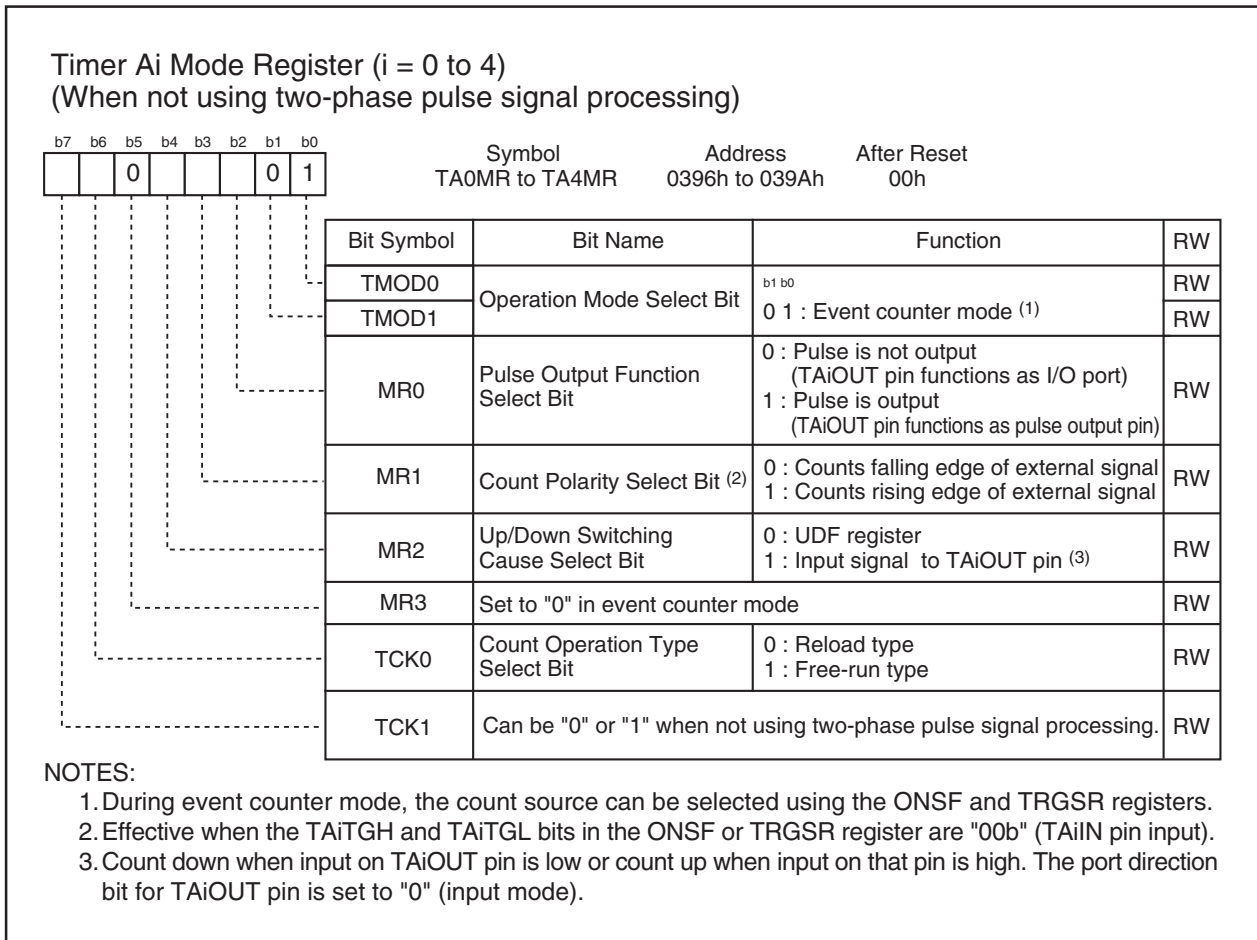 Timer Ai Mode Register (i = 0 to 4)
(When not using two-phase pulse signal processing)
b7 b6 b5 b4 b3 b2 b1 b0
0 0 1
Symbol Address After Reset
TA0MR to TA4MR 0396h to 039Ah 00h
Bit Symbol Bit Name Function RW
TMOD0 Operation Mode Select Bit b1 b0 RW
TMOD1 0 1 : Event counter mode (1) RW
MR0 Pulse Output Function Select Bit 0 : Pulse is not output
(TAiOUT pin functions as I/O port)
1 : Pulse is output
(TAiOUT pin functions as pulse output pin) RW
MR1 Count Polarity Select Bit (2) 0 : Counts falling edge of external signal
1 : Counts rising edge of external signal RW
MR2 Up/Down Switching Cause Select Bit 0 : UDF register
1 : Input signal to TAiOUT pin (3) RW
MR3 Set to "0" in event counter mode RW
TCK0 Count Operation Type Select Bit 0 : Reload type
1 : Free-run type RW
TCK1 Can be "0" or "1" when not using two-phase pulse signal processing. RW
NOTES:
1. During event counter mode, the count source can be selected using the ONSF and TRGSR registers.
2. Effective when the TAiTGH and TAiTGL bits in the ONSF or TRGSR register are "00b" (TAiIN pin input).
3. Count down when input on TAiOUT pin is low or count up when input on that pin is high. The port direction
bit for TAiOUT pin is set to "0" (input mode).